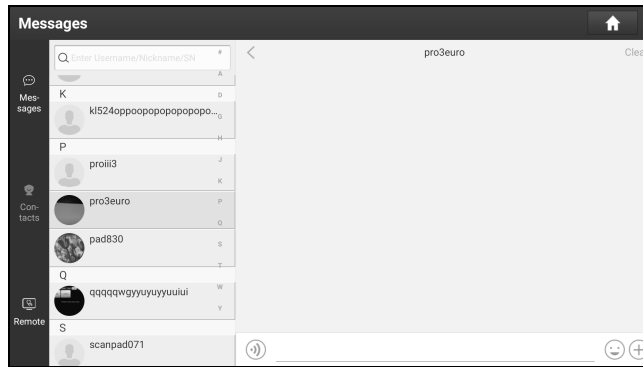 Messages
Mes-
sages
Con-
tacts
Remote
Enter Username/Nickname/SN
K
kl524oppoopopopopopopo...
P
proiii3
pro3euro
pad830
Q
qqqqqwgyyuyuyyuuiui
S
scanpad071
#
A
D
G
H
J
K
P
Q
S
T
W
Y
pro3euro
Clea